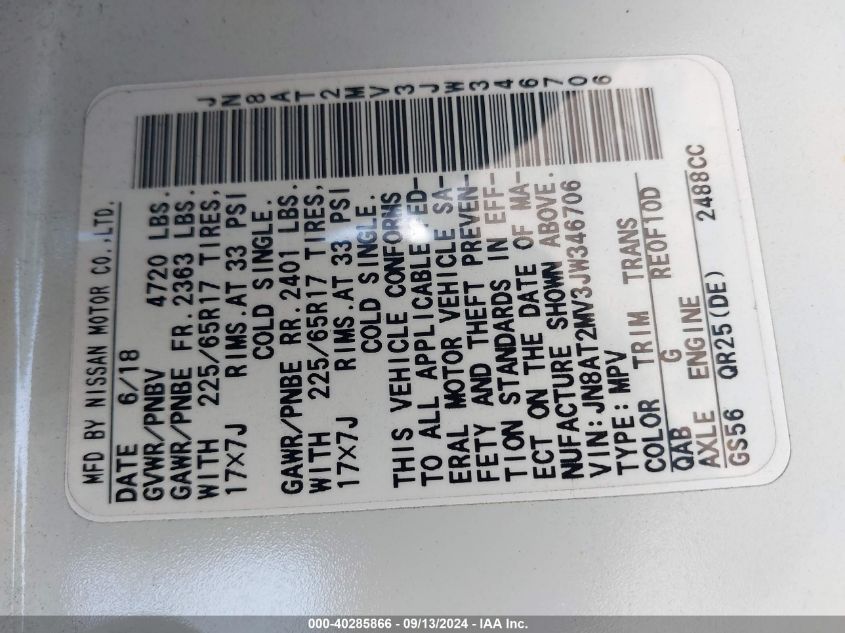 JN8AT2MV3JW346706
MFD BY NISSAN MOTOR CO.,LTD.
DATE 6/18
GVWR/PNBV 4720 LBS.
GAWR/PNBE FR. 2363 LBS.
WITH 225/65R17 TIRES,
17X7J RIMS.AT 33 PSI
COLD SINGLE.
GAWR/PNBE RR. 2401 LBS.
WITH 225/65R17 TIRES,
17X7J RIMS.AT 33 PSI
COLD SINGLE.
THIS VEHICLE CONFORMS
TO ALL APPLICABLE FED-
ERAL MOTOR VEHICLE SA-
FETY AND THEFT PREVEN-
TION STANDARDS IN EFF-
ECT ON THE DATE OF MA-
NUFACTURE SHOWN ABOVE.
VIN: JN8AT2MV3JW346706
TYPE: MPV
COLOR TRIM TRANS
QAB G RE0F10D
AXLE ENGINE
GS56 QR25(DE) 2488CC
000-40285866 - 09/13/2024 - IAA Inc.